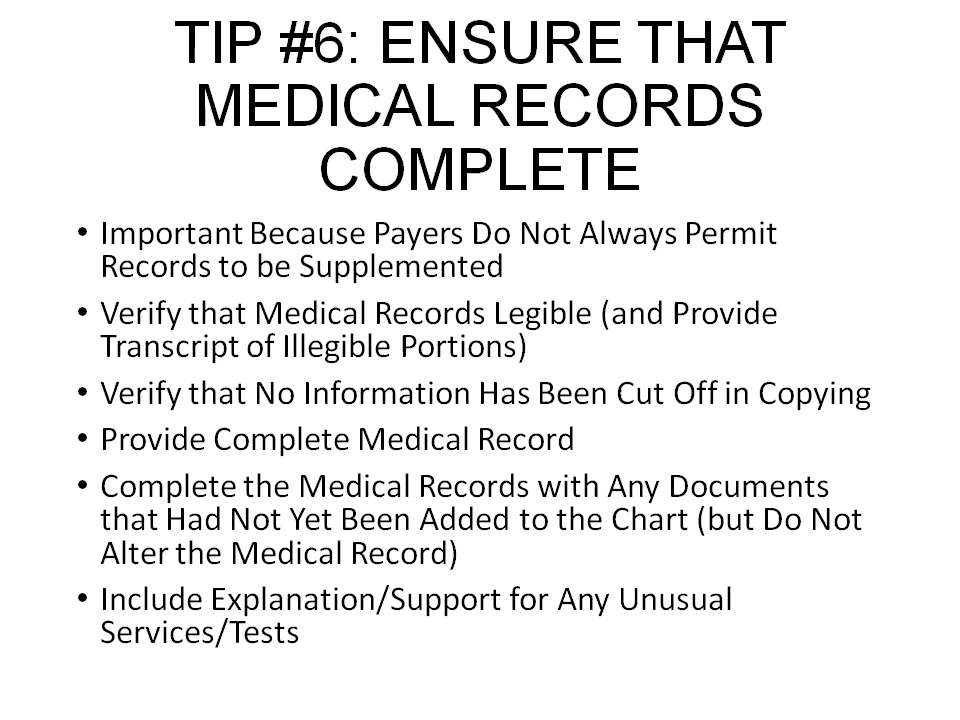 TIP #6: ENSURE THAT
MEDICAL RECORDS
COMPLETE
• Important Because Payers Do Not Always Permit
Records to be Supplemented
• Verify that Medical Records Legible (and Provide
Transcript of Illegible Portions)
• Verify that No Information Has Been Cut Off in Copying
• Provide Complete Medical Record
• Complete the Medical Records with Any Documents
that Had Not Yet Been Added to the Chart (but Do Not
Alter the Medical Record)
• Include Explanation/Support for Any Unusual
Services/Tests